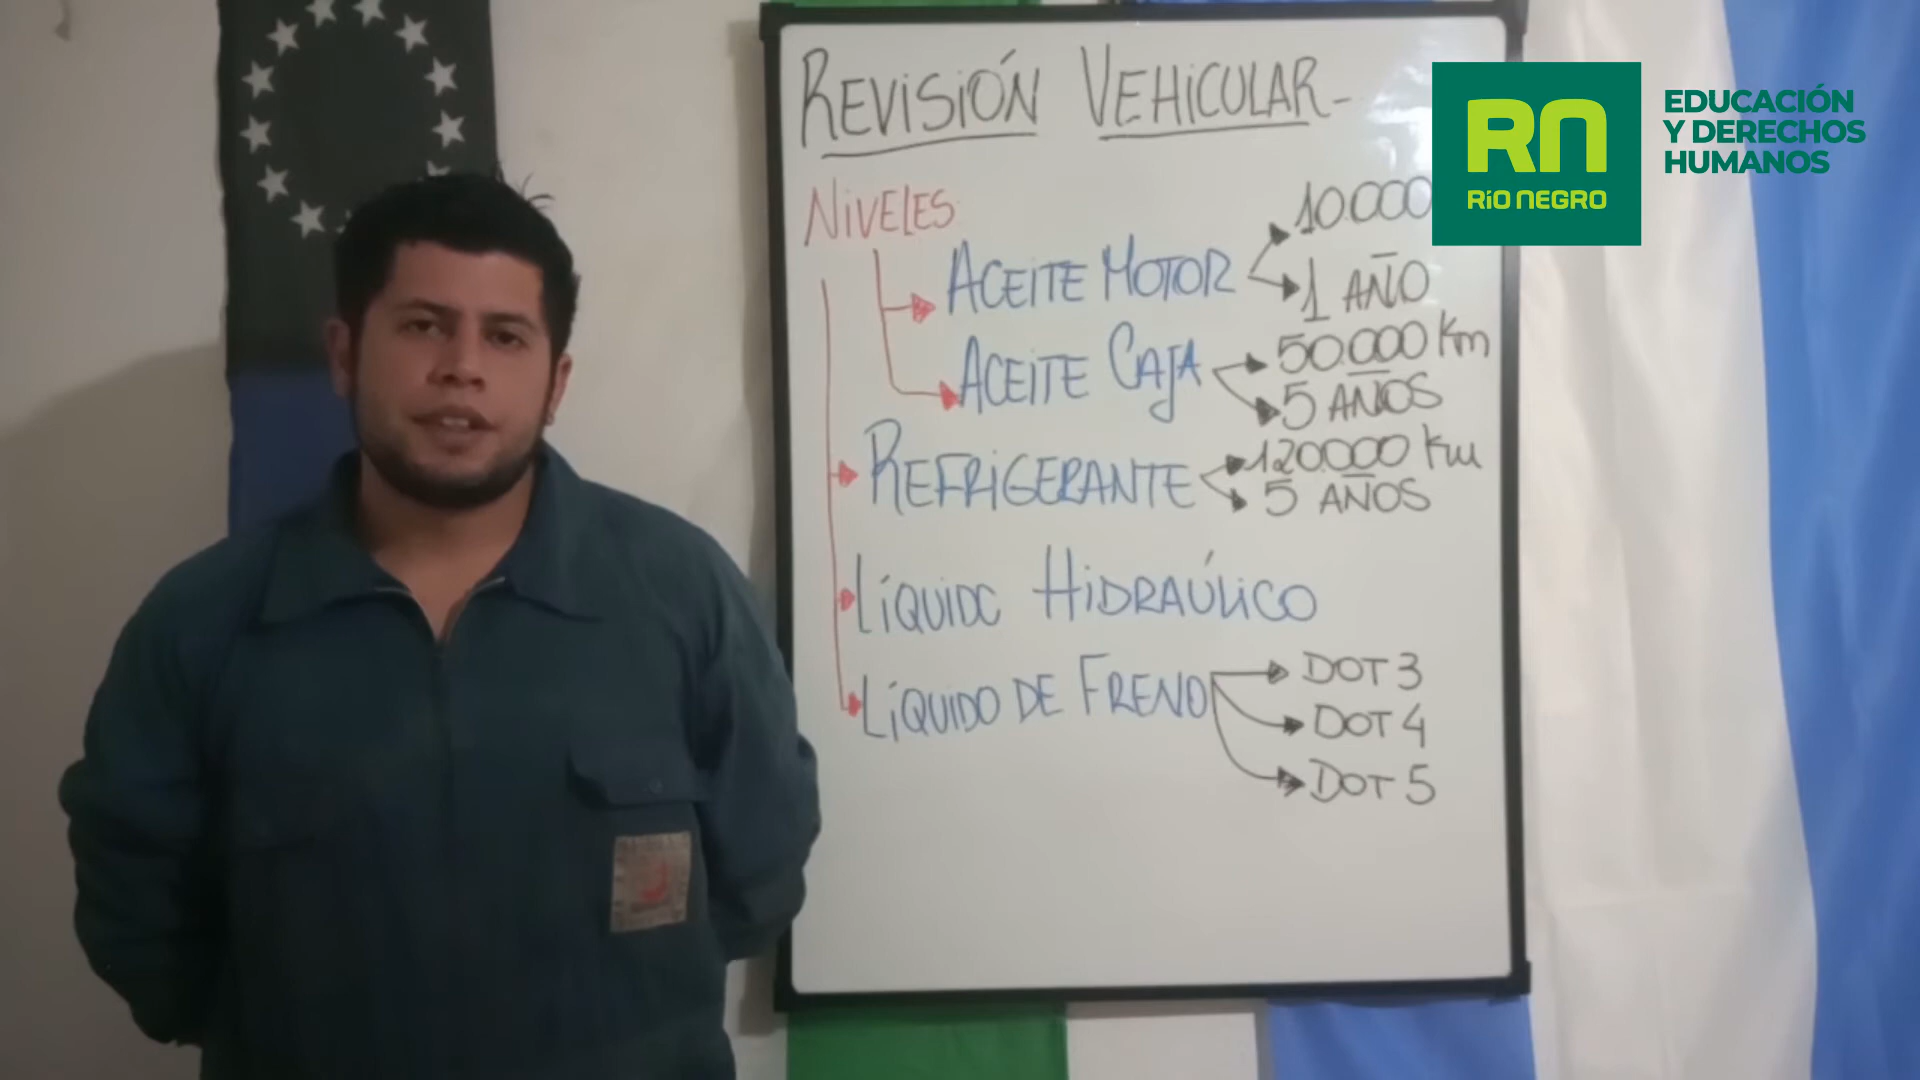 REVISIÓN VEHICULAR-
NIVELES
ACEITE MOTOR
10.000
1 AÑO
ACEITE CAJA
50.000 Km
5 AÑOS
REFRIGERANTE
120.000 Km
5 AÑOS
LÍQUIDO HIDRAÚLICO
LÍQUIDO DE FRENO
DOT 3
DOT 4
DOT 5
RN
RÍO NEGRO
EDUCACIÓN
Y DERECHOS
HUMANOS